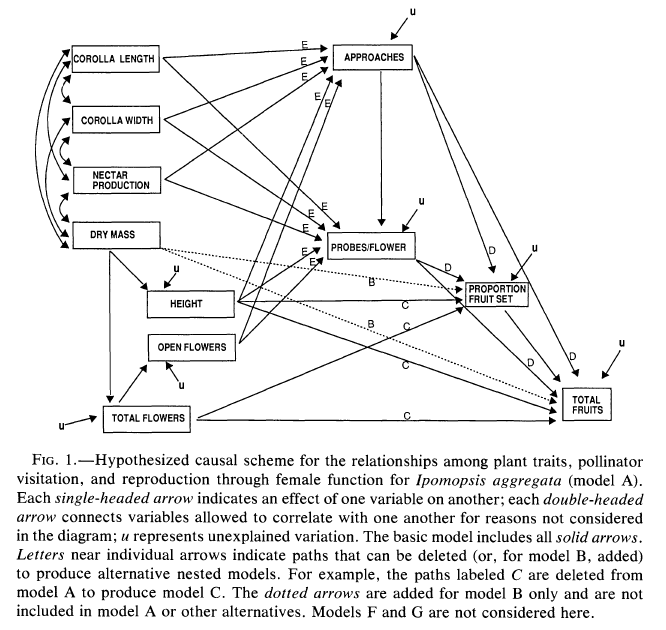 u
E
COROLLA LENGTH
APPROACHES
E
E
E
E
COROLLA WIDTH
NECTAR
PRODUCTION
E
u
E
DRY MASS
E
PROBES/FLOWER
E
E
D
u
u
D
B
PROPORTION
FRUIT SET
HEIGHT
C
B
C
u
OPEN FLOWERS
D
D
C
u
TOTAL
FRUITS
u
TOTAL FLOWERS
C
FIG. 1.—Hypothesized causal scheme for the relationships among plant traits, pollinator
visitation, and reproduction through female function for Ipomopsis aggregata (model A).
Each single-headed arrow indicates an effect of one variable on another; each double-headed
arrow connects variables allowed to correlate with one another for reasons not considered
in the diagram; u represents unexplained variation. The basic model includes all solid arrows.
Letters near individual arrows indicate paths that can be deleted (or, for model B, added)
to produce alternative nested models. For example, the paths labeled C are deleted from
model A to produce model C. The dotted arrows are added for model B only and are not
included in model A or other alternatives. Models F and G are not considered here.